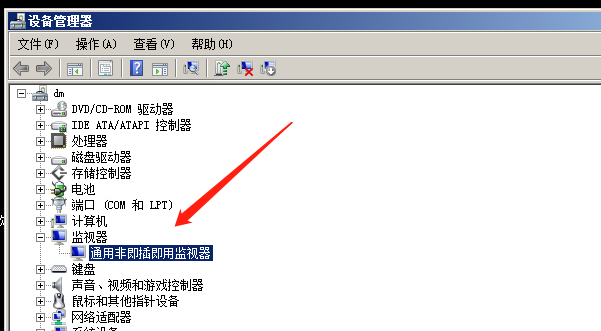 设备管理器
文件(F) 操作(A) 查看(V) 帮助(H)
dm
DVD/CD-ROM 驱动器
IDE ATA/ATAPI 控制器
处理器
磁盘驱动器
存储控制器
电池
端口 (COM 和 LPT)
计算机
监视器
通用非即插即用监视器
键盘
声音、视频和游戏控制器
鼠标和其他指针设备
网络适配器
系统设备